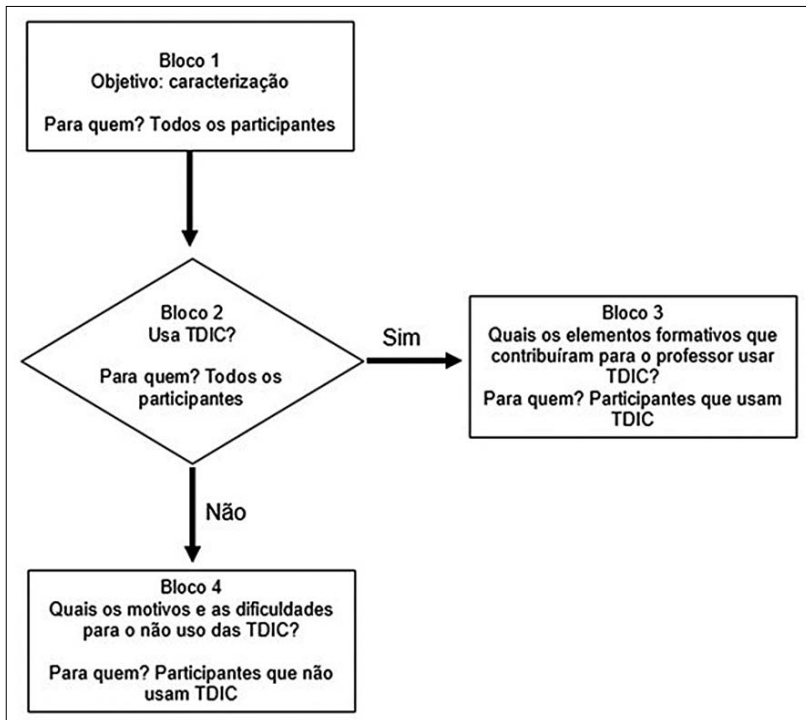 Bloco 1
Objetivo: caracterização
Para quem? Todos os participantes
Bloco 2
Usa TDIC?
Para quem? Todos os
participantes
Sim
Bloco 3
Quais os elementos formativos que
contribuíram para o professor usar
TDIC?
Para quem? Participantes que usam
TDIC
Não
Bloco 4
Quais os motivos e as dificuldades
para o não uso das TDIC?
Para quem? Participantes que não
usam TDIC